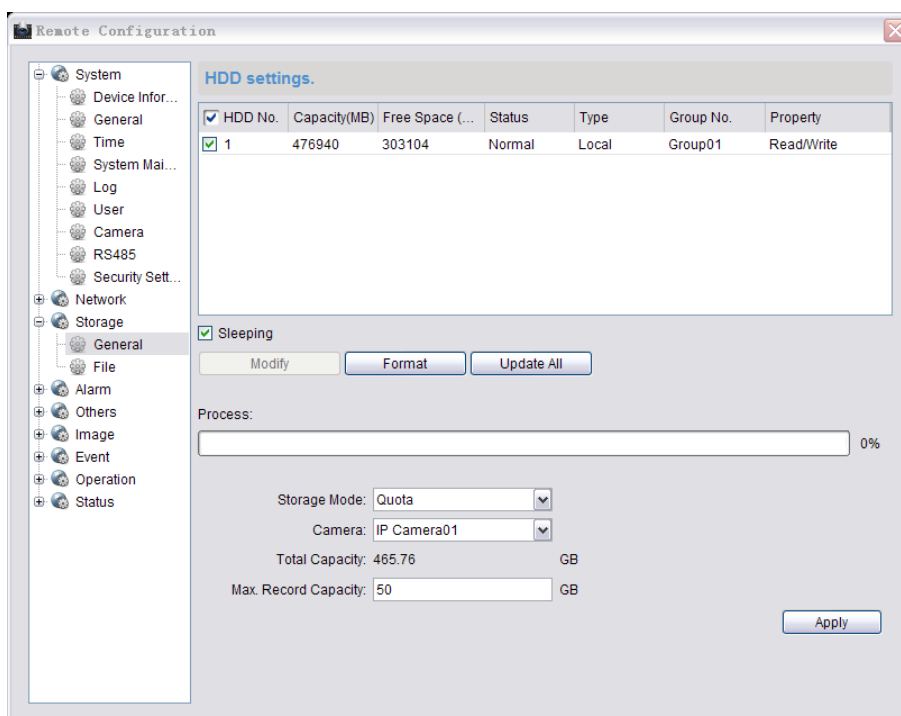 Remote Configuration
System
Device Infor...
General
Time
System Mai...
Log
User
Camera
RS485
Security Sett...
Network
Storage
General
File
Alarm
Others
Image
Event
Operation
Status
HDD settings.
HDD No. Capacity(MB) Free Space (... Status Type Group No. Property
1 476940 303104 Normal Local Group01 Read/Write
Sleeping
Modify Format Update All
Process:
0%
Storage Mode: Quota
Camera: IP Camera01
Total Capacity: 465.76 GB
Max. Record Capacity: 50 GB
Apply